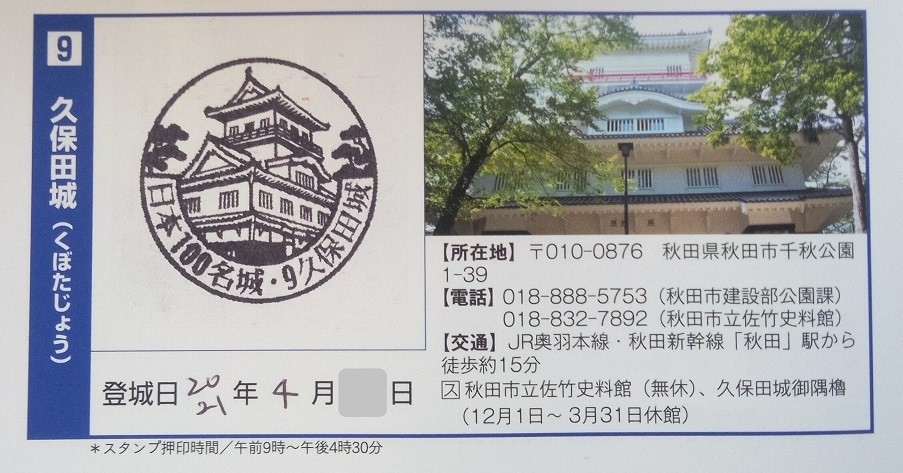 9
久保田城（くぼたじょう）
日本100名城・9久保田城
【所在地】〒010-0876　秋田県秋田市千秋公園
1-39
【電話】018-888-5753（秋田市建設部公園課）
018-832-7892（秋田市立佐竹史料館）
【交通】JR奥羽本線・秋田新幹線「秋田」駅から
徒歩約15分
ス 秋田市立佐竹史料館（無休）、久保田城御隅櫓
（12月1日～3月31日休館）
登城日 2021 年 4 月 日
＊スタンプ押印時間／午前9時～午後4時30分